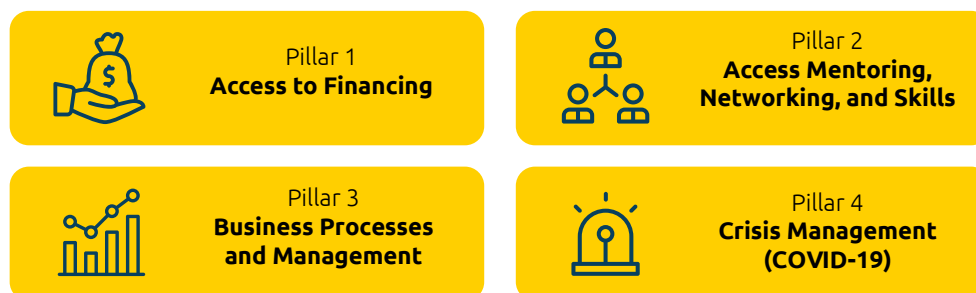 Pillar 1
Access to Financing
Pillar 2
Access Mentoring,
Networking, and Skills
Pillar 3
Business Processes
and Management
Pillar 4
Crisis Management
(COVID-19)
$